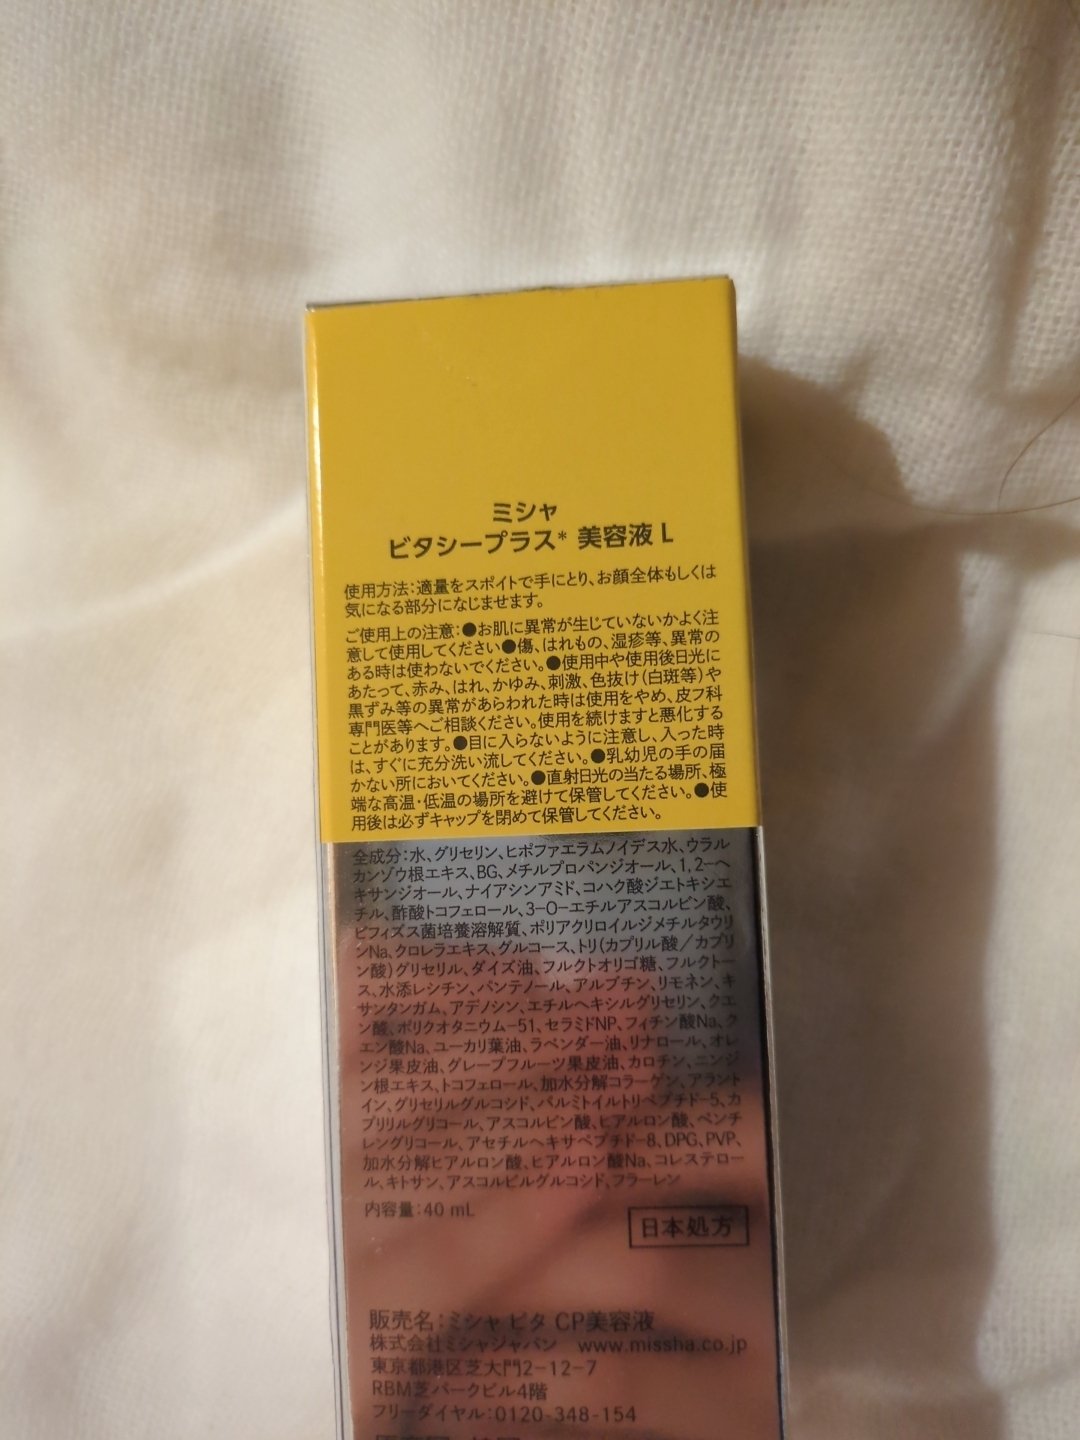 ミシャ
ビタシープラス* 美容液 L
使用方法:適量をスポイトで手にとり、お顔全体もしくは
気になる部分になじませます。
ご使用上の注意:●お肌に異常が生じていないかよく注
意して使用してください●傷、はれもの、湿疹等、異常の
ある時は使わないでください。●使用中や使用後日光に
あたって、赤み、はれ、かゆみ、刺激、色抜け(白斑等)や
黒ずみ等の異常があらわれた時は使用をやめ、皮フ科
専門医等へご相談ください。使用を続けますと悪化する
ことがあります。●目に入らないように注意し、入った時
は、すぐに充分洗い流してください。●乳幼児の手の届
かない所においてください。●直射日光の当たる場所、極
端な高温・低温の場所を避けて保管してください。●使
用後は必ずキャップを閉めて保管してください。
全成分:水、グリセリン、ヒポファエラムノイデス水、ウラル
カンゾウ根エキス、BG、メチルプロパンジオール、1,2-ヘ
キサンジオール、ナイアシンアミド、コハク酸ジエトキシエ
チル、酢酸トコフェロール、3-O-エチルアスコルビン酸、
ビフィズス菌培養溶解質、ポリアクリロイルジメチルタウリ
ンNa、クロレラエキス、グルコース、トリ(カプリル酸/カプリ
ン酸)グリセリル、ダイズ油、フルクトオリゴ糖、フルクトー
ス、水添レシチン、パンテノール、アルブチン、リモネン、キ
サンタンガム、アデノシン、エチルヘキシルグリセリン、クエ
ン酸、ポリクオタニウム-51、セラミドNP、フィチン酸Na、ク
エン酸Na、ユーカリ葉油、ラベンダー油、リナロール、オレ
ンジ果皮油、グレープフルーツ果皮油、カロチン、ニンジ
ン根エキス、トコフェロール、加水分解コラーゲン、アラント
イン、グリセリルグルコシド、パルミトイルトリペプチド-5、カ
プリリルグリコール、アスコルビン酸、ヒアルロン酸、ペンチ
レングリコール、アセチルヘキサペプチド-8、DPG、PVP、
加水分解ヒアルロン酸、ヒアルロン酸Na、コレステロー
ル、キトサン、アスコルビルグルコシド、フラーレン
内容量:40 mL
日本処方
販売名:ミシャ ビタ CP美容液
株式会社ミシャジャパン www.missha.co.jp
東京都港区芝大門2-12-7
RBM芝パークビル4階
フリーダイヤル:0120-348-154